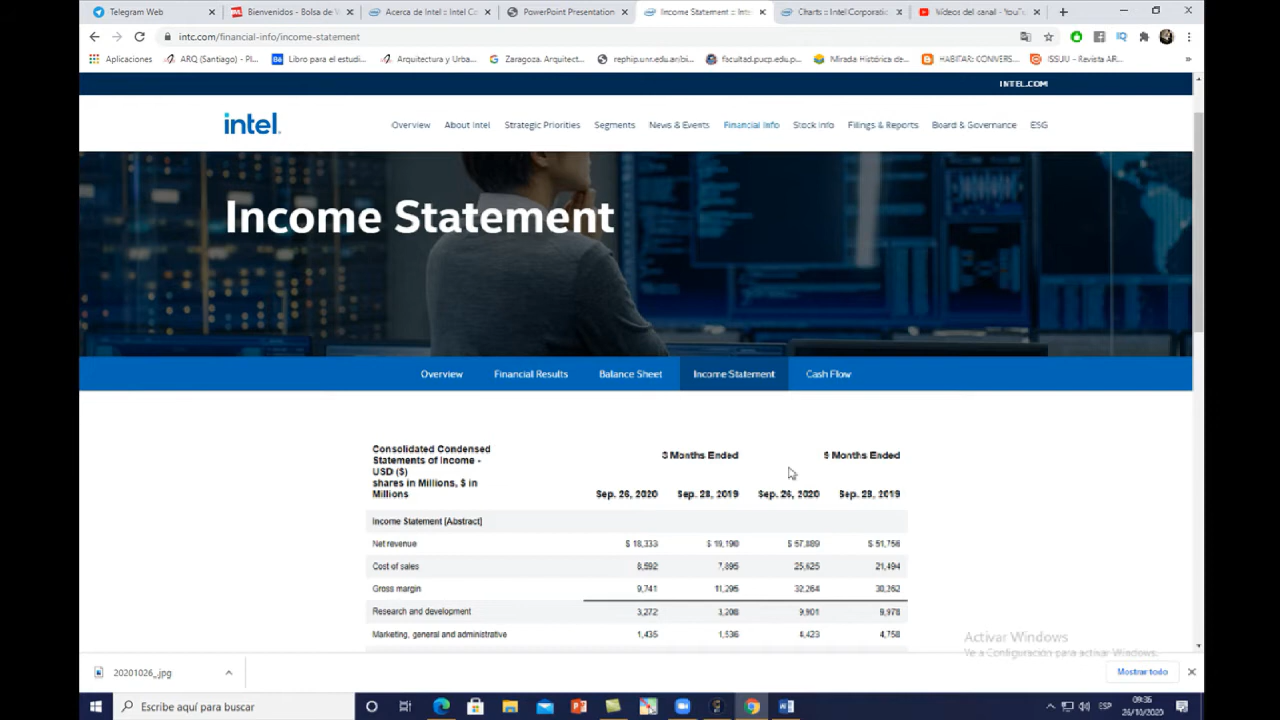 Telegram Web
Bienvenidos - Bolsa de V
Acerca de Intel :: Intel Co
PowerPoint Presentation
Income Statement :: Inte
Charts :: Intel Corporatio
Vídeos del canal - YouTu
intc.com/financial-info/income-statement
Aplicaciones
ARQ (Santiago) - Pl...
Libro para el estudi...
Arquitectura y Urba...
Zaragoza. Arquitect...
rephip.unr.edu.ar/bi...
facultad.pucp.edu.p...
Mirada Histórica de...
HABITAR: CONVERS...
ISSUU - Revista AR...
INTEL.COM
intel.
Overview
About Intel
Strategic Priorities
Segments
News & Events
Financial Info
Stock Info
Filings & Reports
Board & Governance
ESG
Income Statement
Overview
Financial Results
Balance Sheet
Income Statement
Cash Flow
Consolidated Condensed
Statements of Income -
USD ($)
shares in Millions, $ in
Millions
3 Months Ended
9 Months Ended
Sep. 26, 2020
Sep. 28, 2019
Sep. 26, 2020
Sep. 28, 2019
Income Statement [Abstract]
Net revenue $ 18,333 $ 19,190 $ 57,889 $ 51,756
Cost of sales 8,592 7,895 25,625 21,494
Gross margin 9,741 11,295 32,264 30,262
Research and development 3,272 3,208 9,901 9,978
Marketing, general and administrative 1,435 1,536 4,423 4,758
Activar Windows
Ve a Configuración para activar Windows.
20201026_.jpg
Mostrar todo
Escribe aquí para buscar
ESP
09:36
26/10/2020